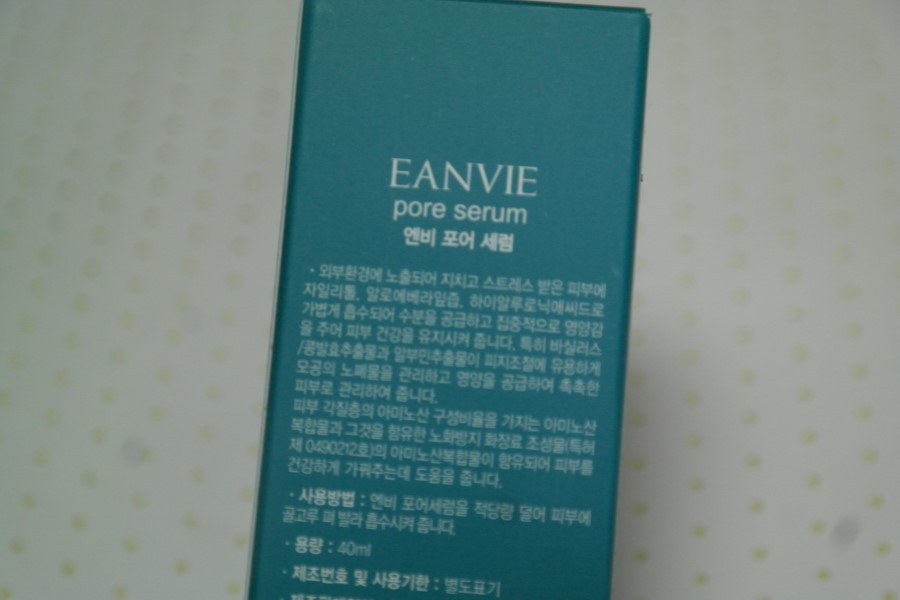 EANVIE
pore serum
엔비 포어 세럼
· 외부환경에 노출되어 지치고 스트레스 받은 피부에
자일리톨, 알로에베라잎즙, 하이알루로닉애씨드로
가볍게 흡수되어 수분을 공급하고 집중적으로 영양감
을 주어 피부 건강을 유지시켜 줍니다. 특히 바실러스
/콩발효추출물과 알부민추출물이 피지조절에 유용하게
모공의 노폐물을 관리하고 영양을 공급하여 촉촉한
피부로 관리하여 줍니다.
피부 각질층의 아미노산 구성비율을 가지는 아미노산
복합물과 그것을 함유한 노화방지 화장료 조성물(특허
제 0490212호)의 아미노산복합물이 함유되어 피부를
건강하게 가꿔주는데 도움을 줍니다.
· 사용방법 : 엔비 포어세럼을 적당량 덜어 피부에
골고루 펴 발라 흡수시켜 줍니다.
· 용량 : 40ml
· 제조번호 및 사용기한 : 별도표기